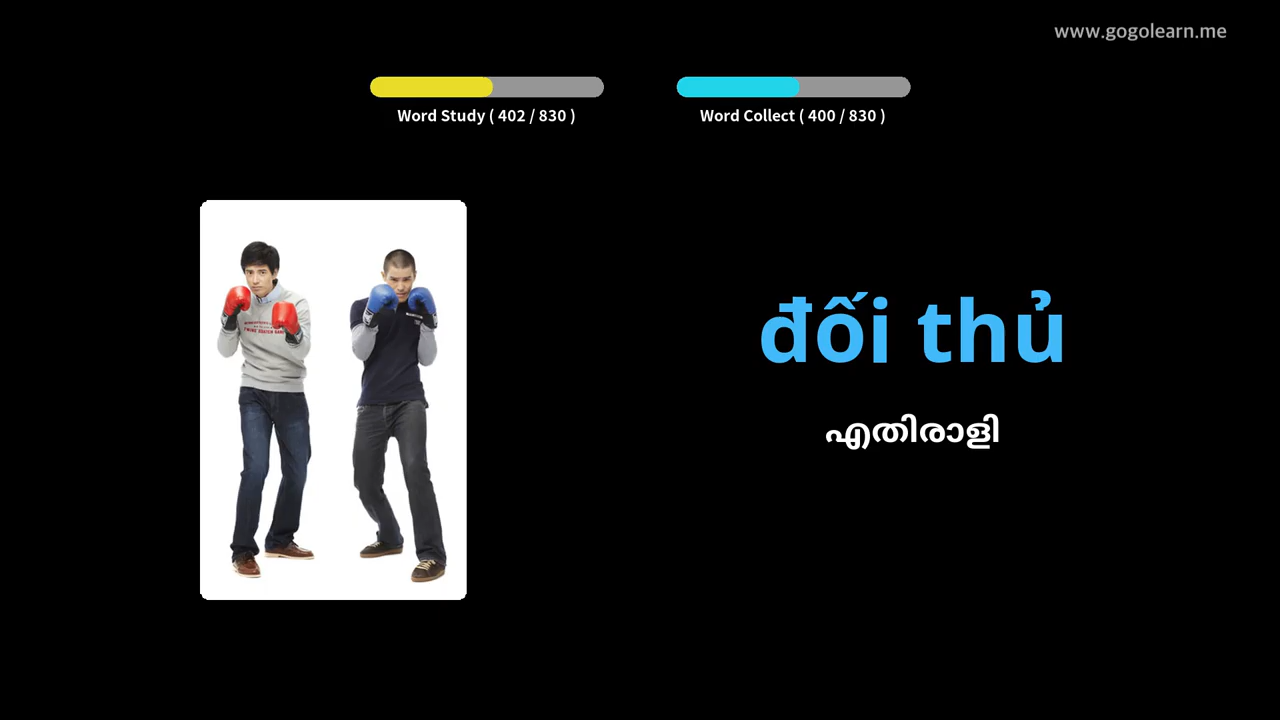 www.gogolearn.me
Word Study ( 402 / 830 )
Word Collect ( 400 / 830 )
đối thủ
എതിരാളി